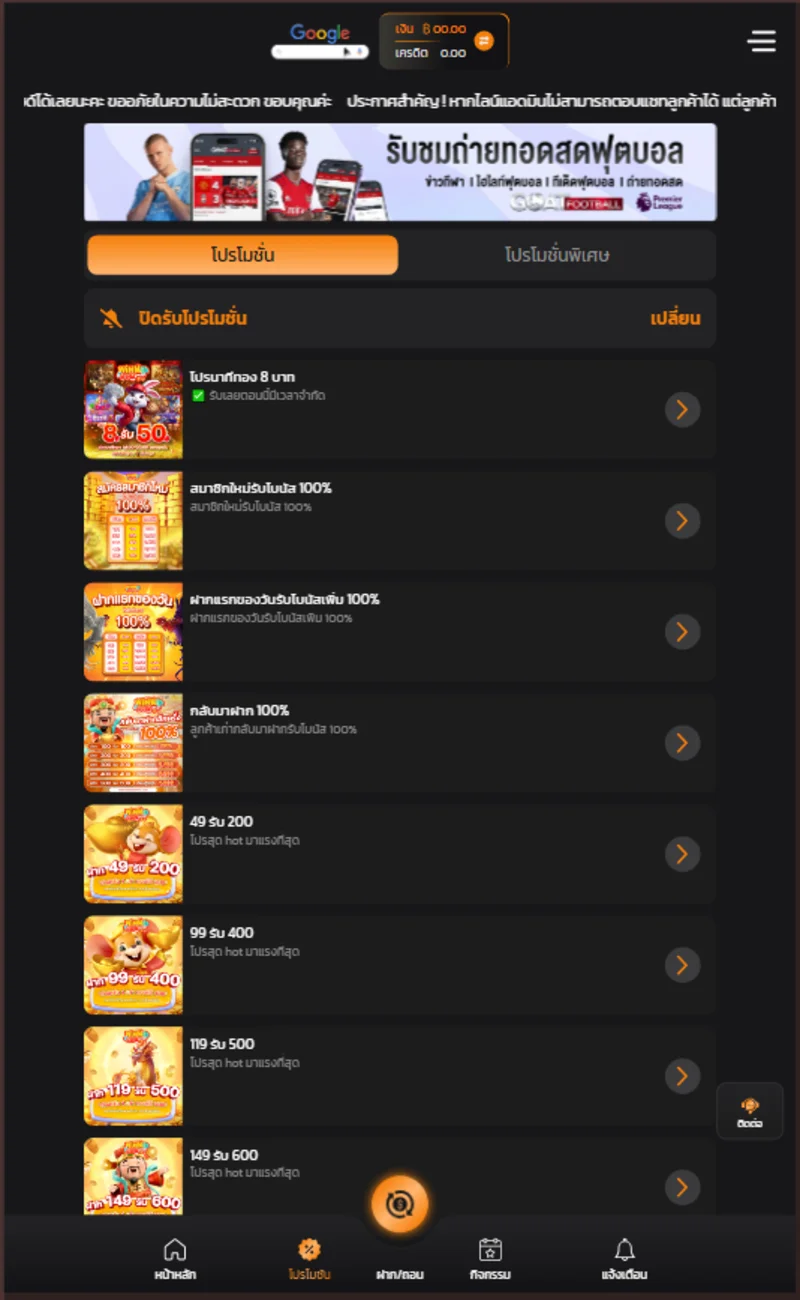 Google
เงิน ฿ 00.00
เครดิต 0.00
ได้เลยนะคะ ขออภัยในความไม่สะดวก ขอบคุณค่ะ ประกาศสำคัญ ! หากไลน์แอดมินไม่สามารถตอบแชทลูกค้าได้ แต่ลูกค้า
รับชมถ่ายทอดสดฟุตบอล
ข่าวกีฬา | ไฮไลท์ฟุตบอล | ทีเด็ดฟุตบอล | ถ่ายทอดสด
GOAT FOOTBALL Premier League
โปรโมชั่น
โปรโมชั่นพิเศษ
ปิดรับโปรโมชั่น
เปลี่ยน
8 รับ 50
โปรนาทีทอง 8 บาท
รับเลยตอนนี้มีเวลาจำกัด
สมัครสมาชิกใหม่
100%
สมาชิกใหม่รับโบนัส 100%
สมาชิกใหม่รับโบนัส 100%
ฝากแรกของวัน
100%
ฝากแรกของวันรับโบนัสเพิ่ม 100%
ฝากแรกของวันรับโบนัสเพิ่ม 100%
100%
กลับมาฝาก 100%
ลูกค้าเก่ากลับมาฝากรับโบนัส 100%
ฝาก 49 รับ 200
49 รับ 200
โปรสุด hot มาแรงที่สุด
ฝาก 99 รับ 400
99 รับ 400
โปรสุด hot มาแรงที่สุด
ฝาก 119 รับ 500
119 รับ 500
โปรสุด hot มาแรงที่สุด
ฝาก 149 รับ 600
149 รับ 600
โปรสุด hot มาแรงที่สุด
ติดต่อ
หน้าหลัก
โปรโมชัน
ฝาก/ถอน
กิจกรรม
แจ้งเตือน